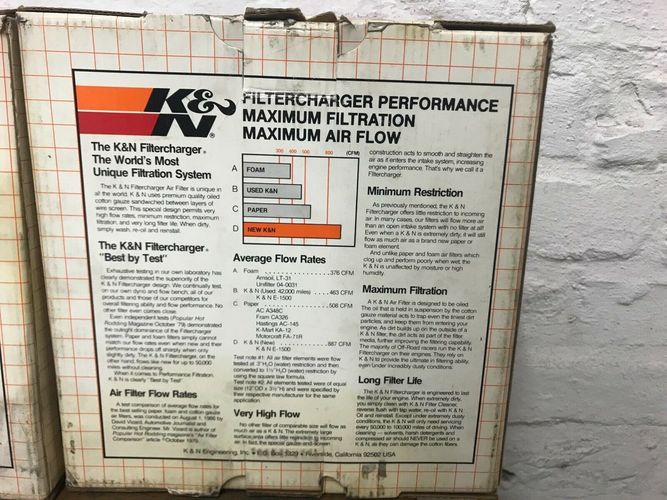 K&N®
FILTERCHARGER PERFORMANCE
MAXIMUM FILTRATION
MAXIMUM AIR FLOW
The K&N Filtercharger®
The World's Most
Unique Filtration System
The K & N Filtercharger Air Filter is unique in
all the world. K & N uses premium quality oiled
cotton gauze sandwiched between layers of
wire screen. This special design permits very
high flow rates, minimum restriction, maximum
filtration, and very long filter life. When dirty,
simply wash, re-oil and reinstall.
The K&N Filtercharger®
"Best by Test"
Exhaustive testing in our own laboratory has
clearly demonstrated the superiority of the
K & N Filtercharger design. We continually test,
on our own dyno and flow bench, all of our
products and those of our competitors for
overall filtering ability and flow performance. No
other filter even comes close.
Even independent tests (Popular Hot
Rodding Magazine October '78) demonstrated
the outright dominance of the Filtercharger
system. Paper and foam filters simply cannot
match our flow rates even when new and their
performance drops off sharply when only
slightly dirty. The K & N Filtercharger, on the
other hand, flows like new for up to 50,000
miles without cleaning.
When it comes to Performance Filtration,
K & N is clearly "Best by Test"
Air Filter Flow Rates
A test comparison of average flow rates for
the best selling paper, foam and cotton gauze
air filters, was conducted on August 1, 1986 by
David Vizard, Automotive Journalist and
Consulting Engineer. Mr. Vizard is author of
Popular Hot Rodding magazine's "Air Filter
Comparison" article
300 400 500 800 (CFM)
A FOAM
B USED K&N
C PAPER
D NEW K&N
Average Flow Rates
A. Foam 376 CFM
Amsoil, LT-31
Unifilter 04-0031
B. K & N (Used: 42,000 miles) 463 CFM
K & N E-1500
C. Paper 508 CFM
AC A348C
Fram CA326
Hastings AC-145
K-Mart KA-12
Motorcraft FA-71R
D. K & N (New) 887 CFM
K & N E-1500
Test note #1: All air filter elements were flow
tested at 3"H₂O (water) restriction and then
converted to 1½"H₂O (water) restriction by
using the square law formula.
Test note #2: All elements tested were of equal
size (12"OD x 3½"H) and were specified by
their respective manufacturer for the same
application.
Very High Flow
No other filter of comparable size will flow as
much air as a K & N. The extremely large
surface area offers little restriction to incoming
air. In fact, the special gauze and screen
construction acts to smooth and straighten the
air as it enters the intake system, increasing
engine performance. That's why we call it a
Filtercharger.
Minimum Restriction
As previously mentioned, the K & N
Filtercharger offers little restriction to incoming
air. In many cases, our filters will flow more air
than an open intake system with no filter at all!
Even when a K & N is extremely dirty, it will still
flow as much air as a brand new paper or
foam element.
And unlike paper and foam air filters which
clog up and perform poorly when wet, the
K & N is unaffected by moisture or high
humidity.
Maximum Filtration
A K & N Air Filter is designed to be oiled.
The oil that is held in suspension by the cotton
gauze material attracts and traps even the finest dirt
particles, and keep them from entering your
engine. As dirt builds up on the outside of a
K & N filter, the dirt acts as part of the filter
media, further improving the filtering capability.
The majority of Off-Road racers run the K & N
Filtercharger on their engines. They rely on
K & N to provide the ultimate in filtering ability,
even under incredibly dusty conditions.
Long Filter Life
The K & N Filtercharger is engineered to last
the life of your engine. When extremely dirty,
you simply clean with K & N Filter Cleaner,
reverse flush with tap water, re-oil with K & N
Oil and reinstall. Except under extremely dusty
conditions, the K & N will only need servicing
every 50,000 to 100,000 miles of driving. When
cleaning — solvents, harsh detergents and
compressed air should NEVER be used on a
K & N, as they can damage the cotton fibers.
K & N Engineering, Inc. • P.O. Box 1329 • Riverside, California 92502 USA